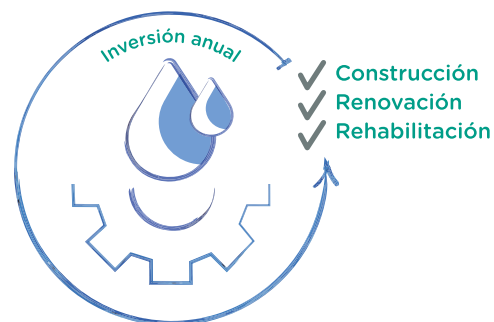 Inversión anual
Construcción
Renovación
Rehabilitación